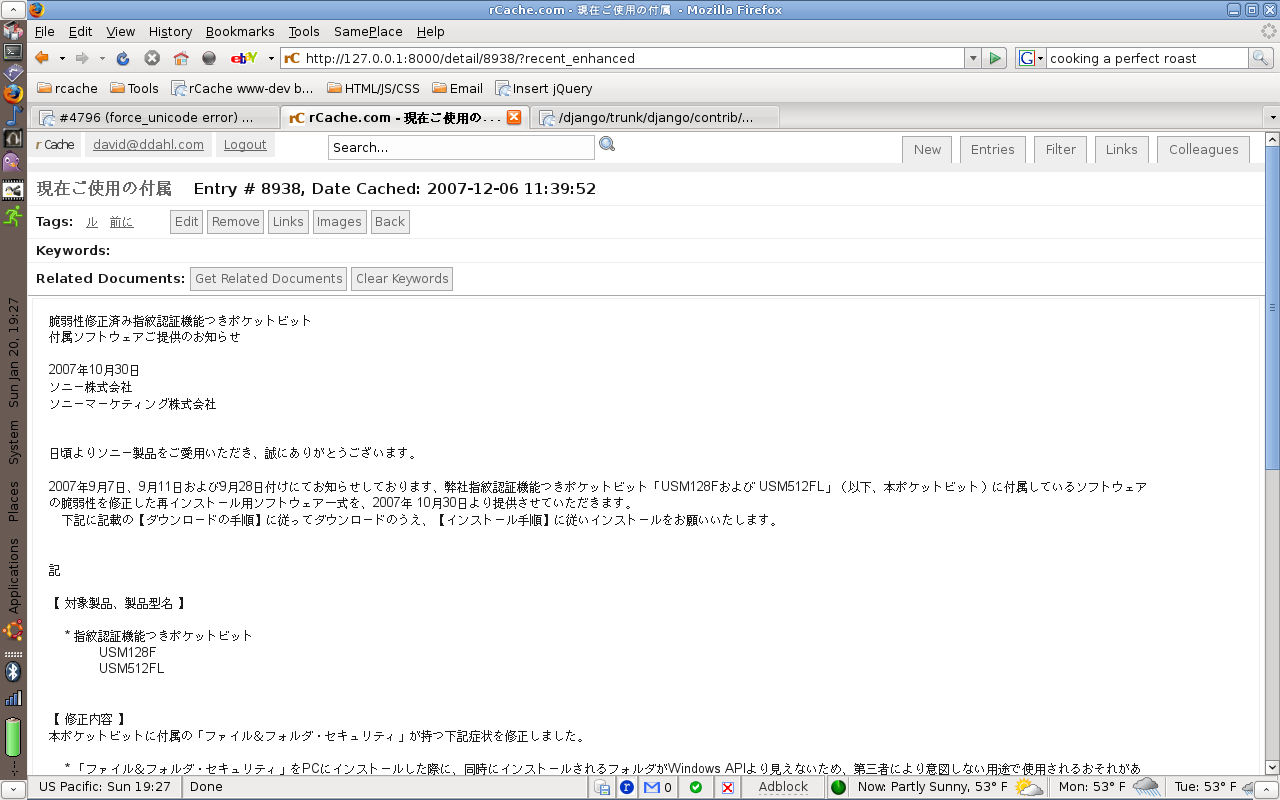 rCache.com - 現在ご使用の付属 - Mozilla Firefox
File Edit View History Bookmarks Tools SamePlace Help
ebY rC http://127.0.0.1:8000/detail/8938/?recent_enhanced G cooking a perfect roast
rcache Tools rCache www-dev b... HTML/JS/CSS Email Insert jQuery
#4796 (force_unicode error) ... rC rCache.com - 現在ご使用の... /django/trunk/django/contrib/...
r Cache david@ddahl.com Logout Search... New Entries Filter Links Colleagues
現在ご使用の付属 Entry # 8938, Date Cached: 2007-12-06 11:39:52
Tags: ル 前に Edit Remove Links Images Back
Keywords:
Related Documents: Get Related Documents Clear Keywords
脆弱性修正済み指紋認証機能つきポケットビット
付属ソフトウェアご提供のお知らせ
2007年10月30日
ソニー株式会社
ソニーマーケティング株式会社
日頃よりソニー製品をご愛用いただき、誠にありがとうございます。
2007年9月7日、9月11日および9月28日付けにてお知らせしております、弊社指紋認証機能つきポケットビット「USM128Fおよび USM512FL」（以下、本ポケットビット）に付属しているソフトウェア
の脆弱性を修正した再インストール用ソフトウェア一式を、2007年 10月30日より提供させていただきます。
下記に記載の【ダウンロードの手順】に従ってダウンロードのうえ、【インストール手順】に従いインストールをお願いいたします。
記
【 対象製品、製品型名 】
* 指紋認証機能つきポケットビット
USM128F
USM512FL
【 修正内容 】
本ポケットビットに付属の「ファイル＆フォルダ・セキュリティ」が持つ下記症状を修正しました。
* 「ファイル＆フォルダ・セキュリティ」をPCにインストールした際に、同時にインストールされるフォルダがWindows APIより見えないため、第三者により意図しない用途で使用されるおそれがあ
Sun Jan 20, 19:27
System
Places
Applications
US Pacific: Sun 19:27 Done r 0 Adblock Now: Partly Sunny, 53° F Mon: 53° F Tue: 53° F